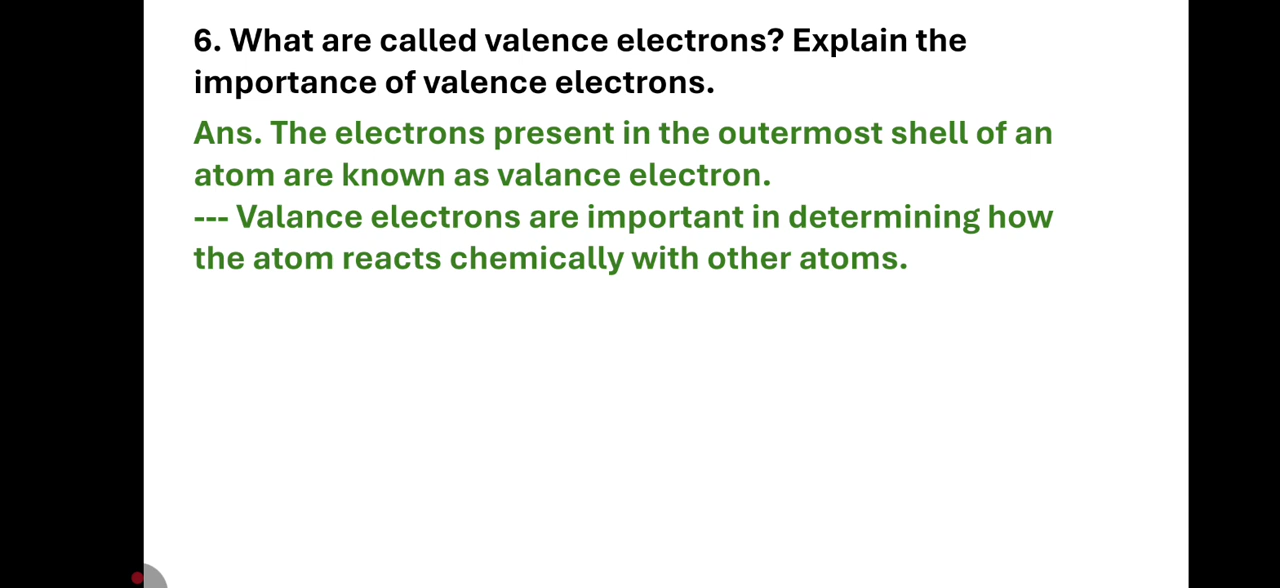 6. What are called valence electrons? Explain the
importance of valence electrons.
Ans. The electrons present in the outermost shell of an
atom are known as valance electron.
--- Valance electrons are important in determining how
the atom reacts chemically with other atoms.